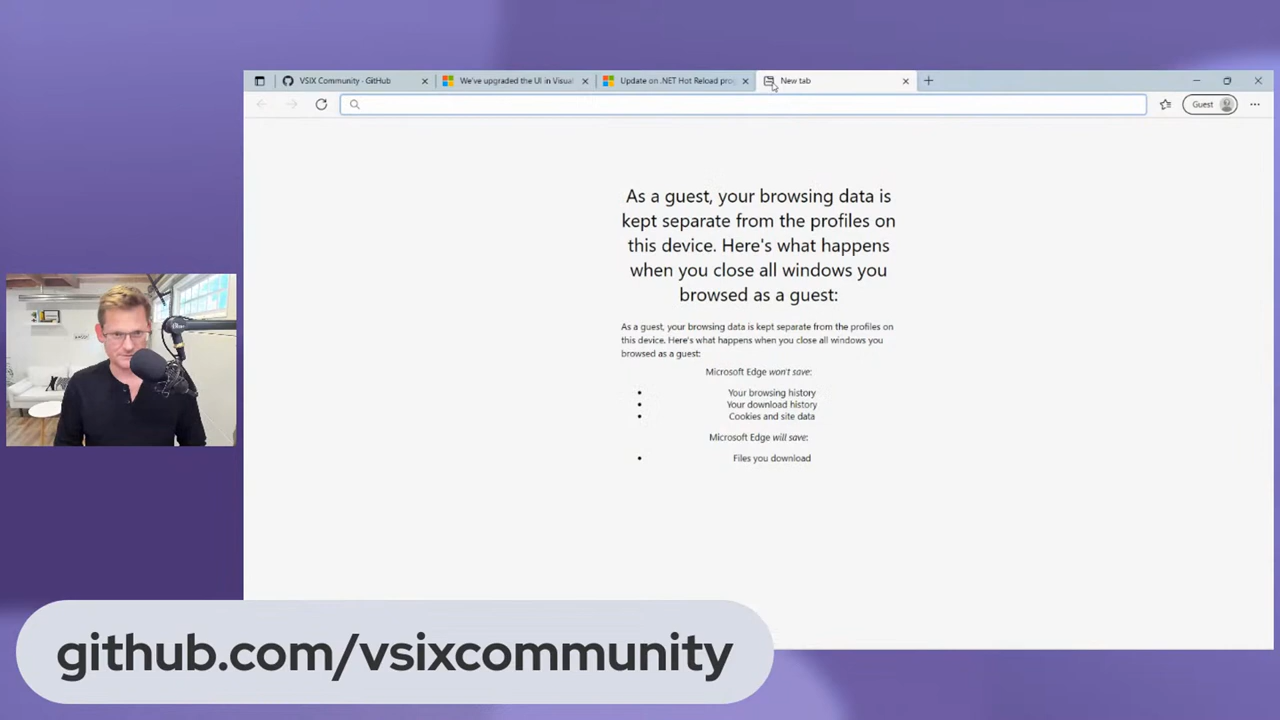 VSIX Community · GitHub
We've upgraded the UI in Visua
Update on .NET Hot Reload prog
New tab
Guest
As a guest, your browsing data is
kept separate from the profiles on
this device. Here's what happens
when you close all windows you
browsed as a guest:
As a guest, your browsing data is kept separate from the profiles on
this device. Here's what happens when you close all windows you
browsed as a guest:
Microsoft Edge won't save:
Your browsing history
Your download history
Cookies and site data
Microsoft Edge will save:
Files you download
github.com/vsixcommunity